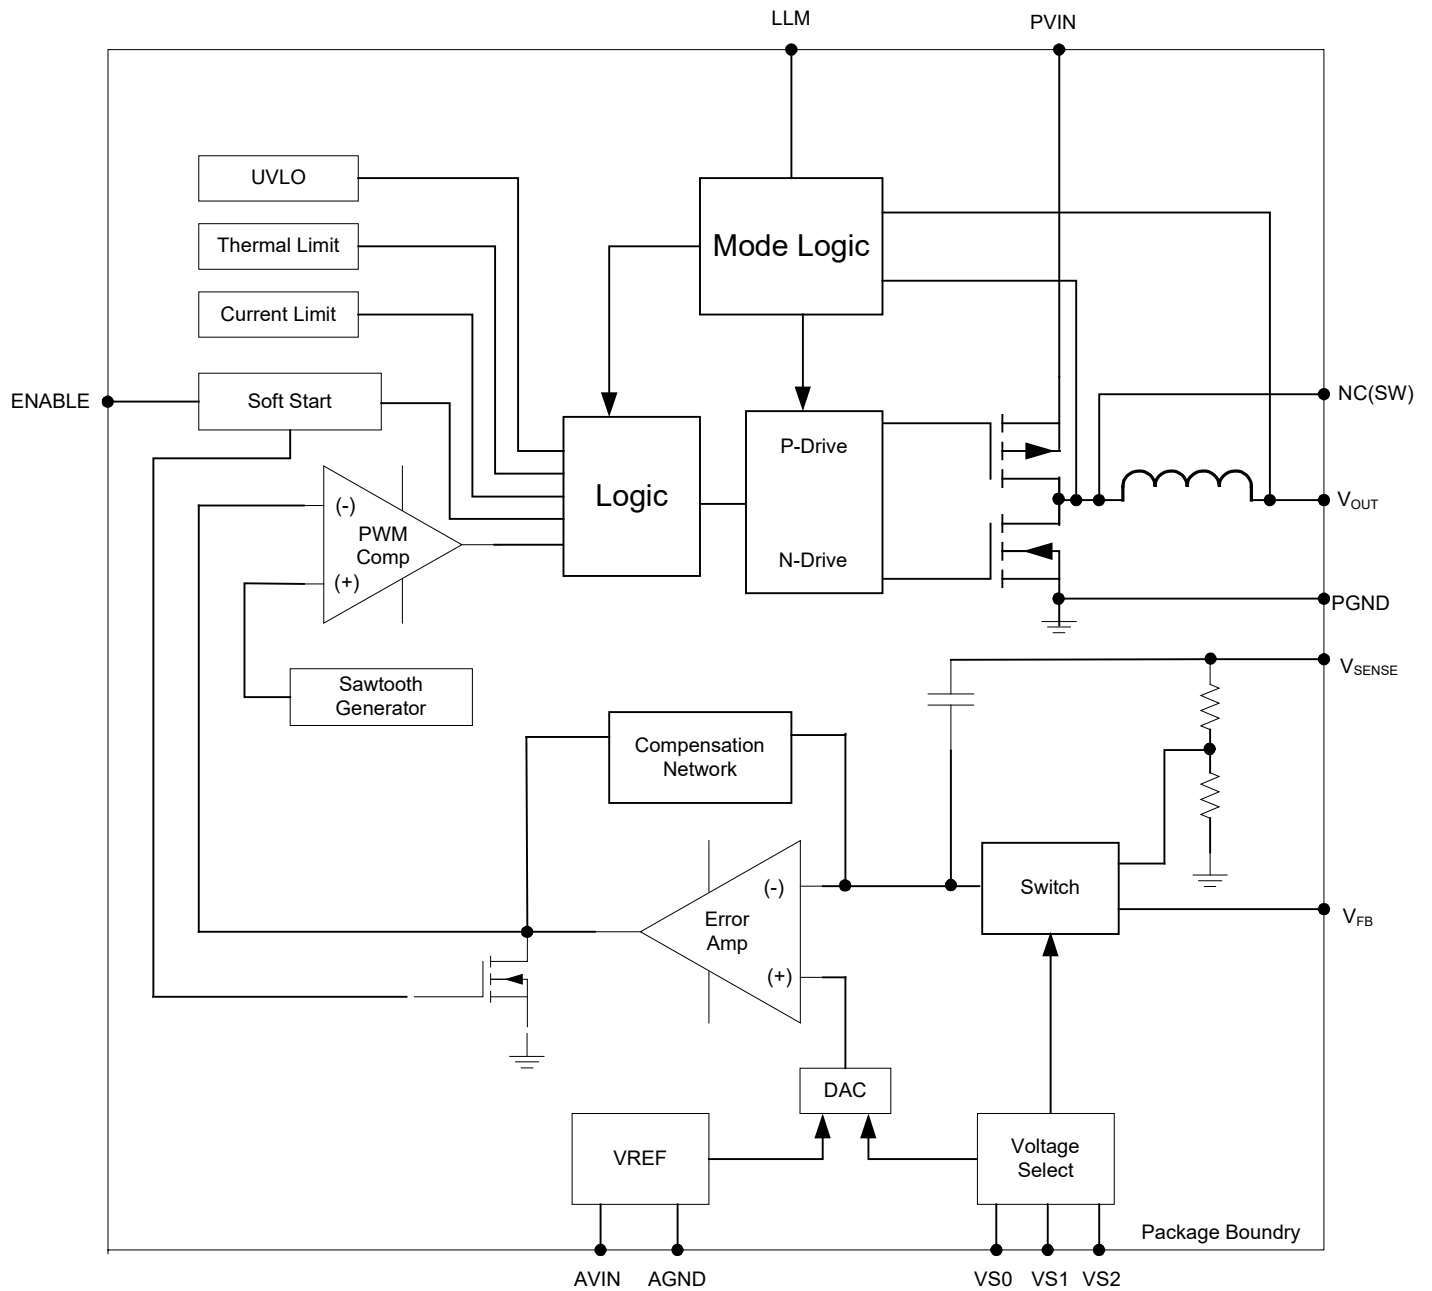 LLM
PVIN
UVLO
Thermal Limit
Mode Logic
Current Limit
ENABLE
Soft Start
NC(SW)
P-Drive
Logic
(-)
PWM
Comp
(+)
N-Drive
VOUT
PGND
VSENSE
Sawtooth
Generator
Compensation
Network
(-)
Error
Amp
(+)
Switch
VFB
DAC
VREF
Voltage
Select
Package Boundry
AVIN
AGND
VS0
VS1
VS2